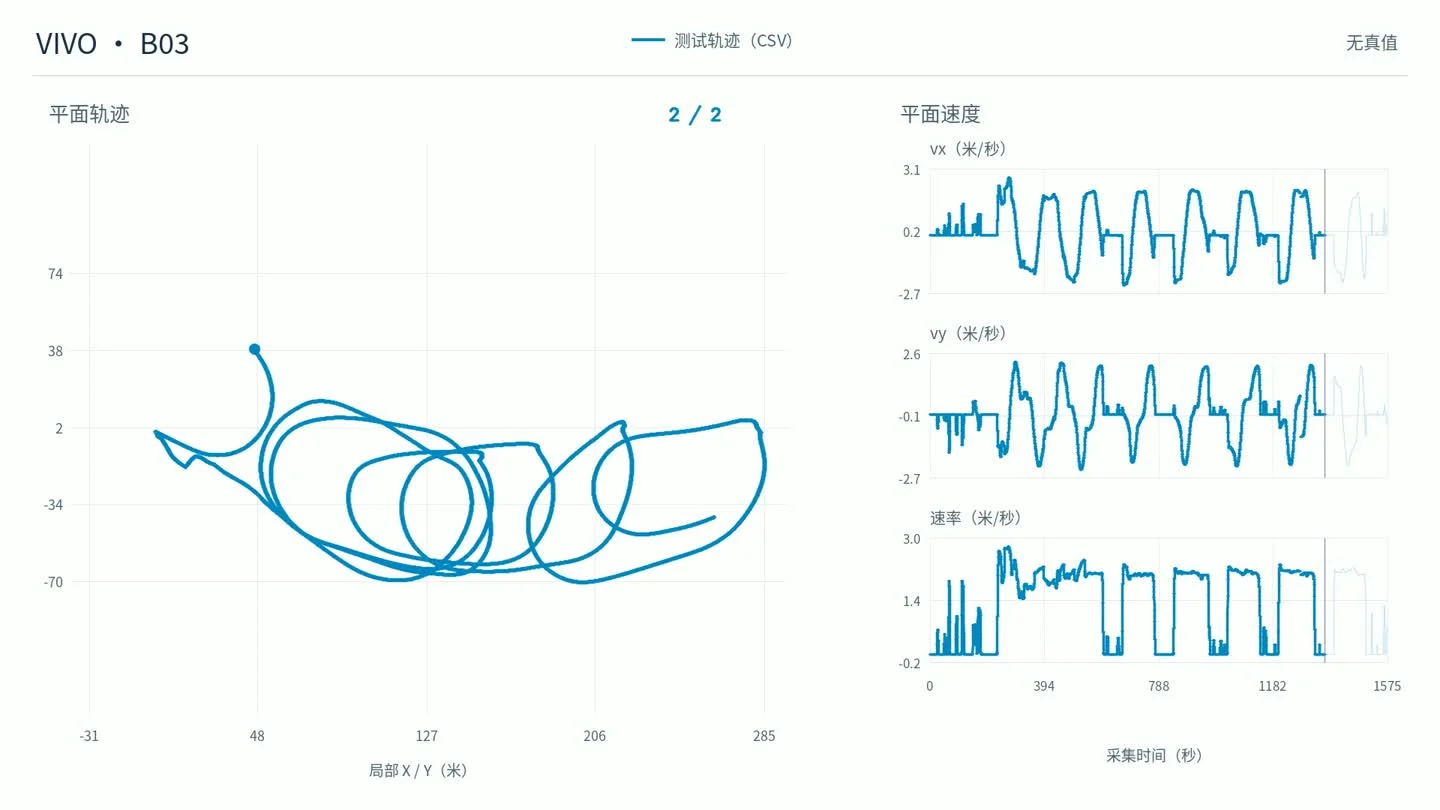 VIVO · B03
测试轨迹（CSV）
无真值
平面轨迹
2 / 2
平面速度
vx（米/秒）
3.1
0.2
-2.7
vy（米/秒）
2.6
-0.1
-2.7
速率（米/秒）
3.0
1.4
-0.2
0 394 788 1182 1575
采集时间（秒）
74
38
2
-34
-70
-31 48 127 206 285
局部 X / Y（米）